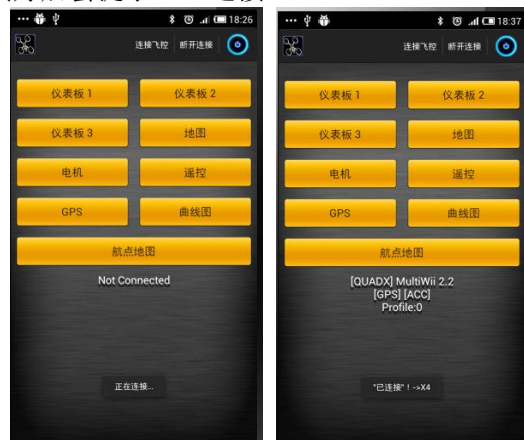 18:26
连接飞控 断开连接
仪表板 1 仪表板 2
仪表板 3 地图
电机 遥控
GPS 曲线图
航点地图
Not Connected
正在连接...
18:37
连接飞控 断开连接
仪表板 1 仪表板 2
仪表板 3 地图
电机 遥控
GPS 曲线图
航点地图
[QUADX] MultiWii 2.2
[GPS] [ACC]
Profile:0
"已连接" ! ->X4